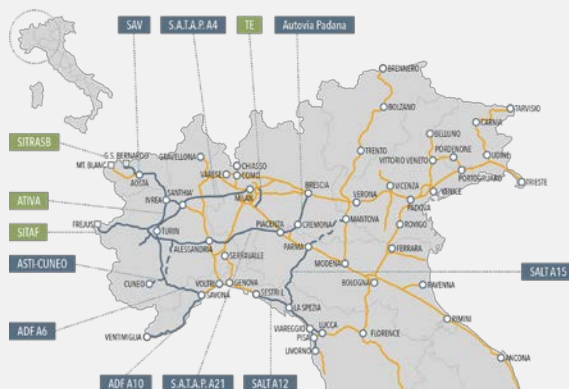 SAV
S.A.T.A.P. A4
TE
Autovia Padana
BRENNERO
BOLZANO
TARVISIO
CARNIA
SITRASB
TRENTO
BELLUNO
VITTORIO VENETO
PORDENONE
UDINE
G.S. BERNARDO
MT. BLANC
GRAVELLONA
CHIASSO
COMO
VARESE
PORTOGRUARO
TRIESTE
AOSTA
SANTHIA'
IVREA
MILAN
BRESCIA
VERONA
VICENZA
VENICE
PADOVA
ATIVA
SITAF
FREJUS
TURIN
PIACENZA
CREMONA
MANTOVA
ROVIGO
ALESSANDRIA
PARMA
FERRARA
ASTI-CUNEO
SERRAVALLE
MODENA
SALT A15
CUNEO
VOLTRI
GENOVA
BOLOGNA
RAVENNA
SAVONA
SESTRI L.
LA SPEZIA
ADF A6
RIMINI
VENTIMIGLIA
VIAREGGIO
LUCCA
PISA
FLORENCE
LIVORNO
ANCONA
ADF A10
S.A.T.A.P. A21
SALT A12